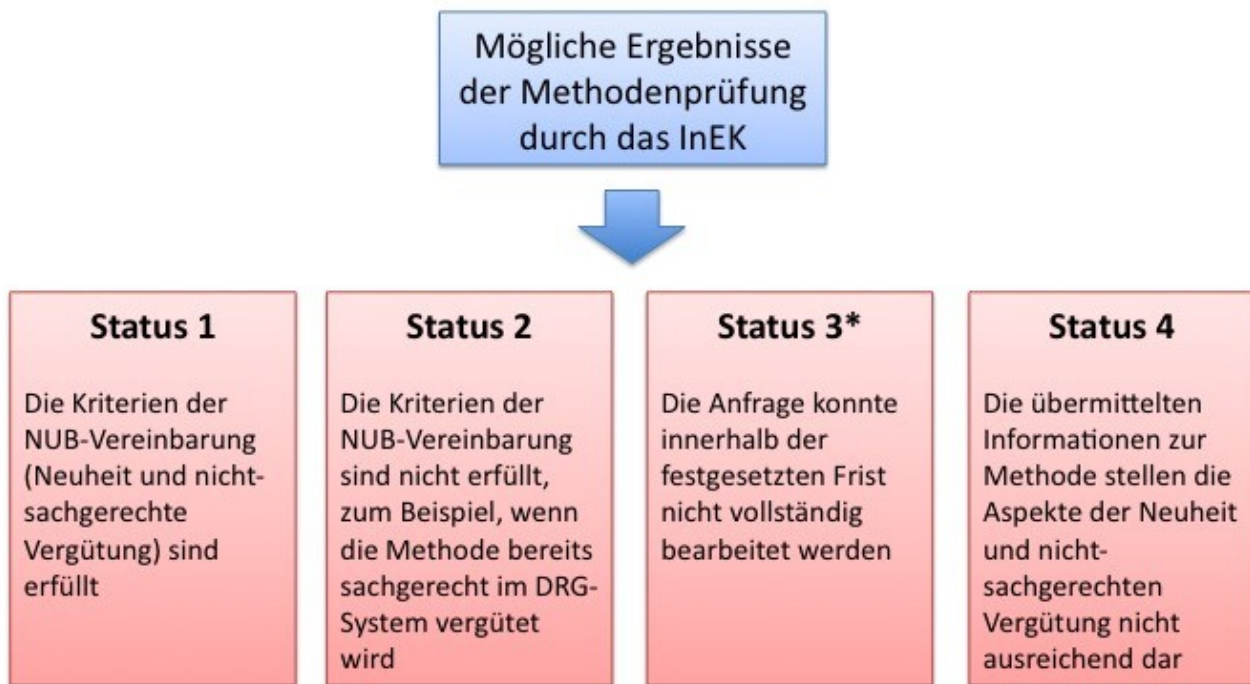 Mögliche Ergebnisse
der Methodenprüfung
durch das InEK
Status 1
Die Kriterien der
NUB-Vereinbarung
(Neuheit und nicht-
sachgerechte
Vergütung) sind
erfüllt
Status 2
Die Kriterien der
NUB-Vereinbarung
sind nicht erfüllt,
zum Beispiel, wenn
die Methode bereits
sachgerecht im DRG-
System vergütet
wird
Status 3*
Die Anfrage konnte
innerhalb der
festgesetzten Frist
nicht vollständig
bearbeitet werden
Status 4
Die übermittelten
Informationen zur
Methode stellen die
Aspekte der Neuheit
und nicht-
sachgerechten
Vergütung nicht
ausreichend dar